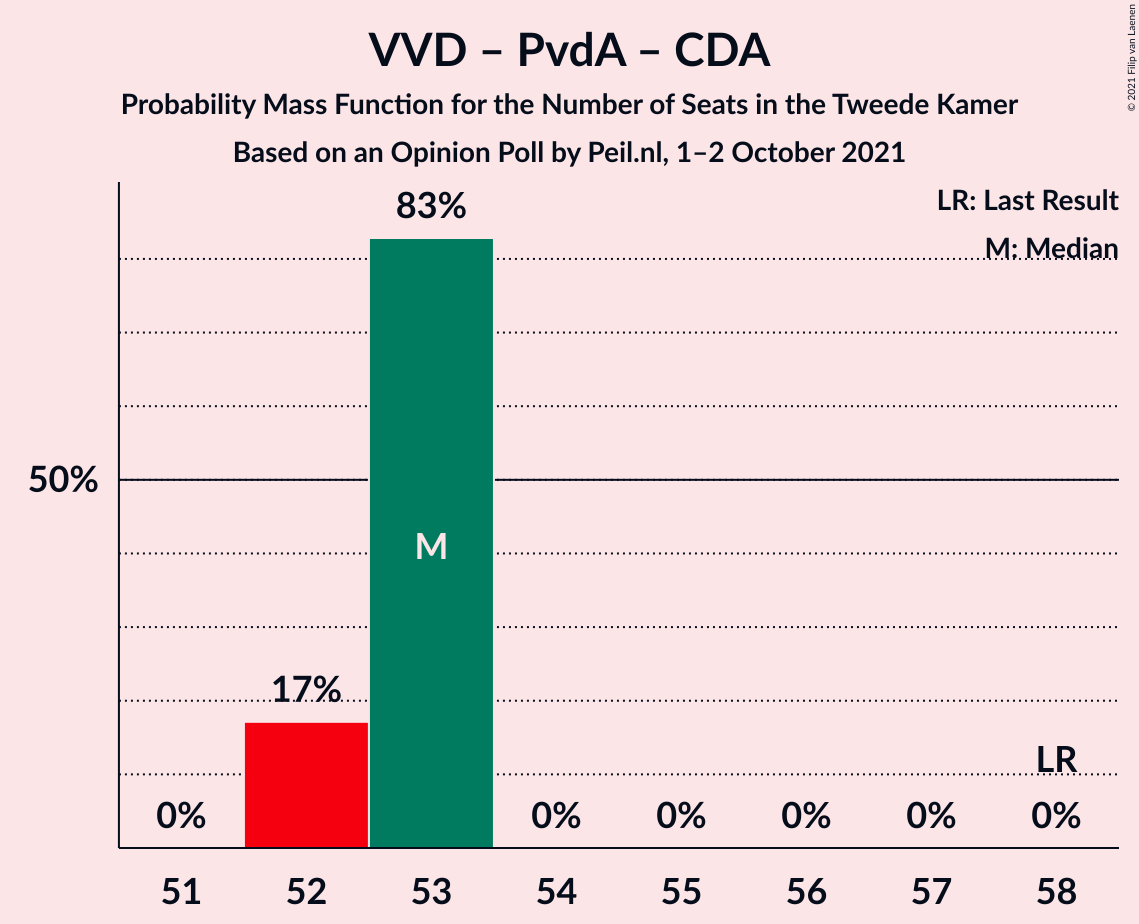 VVD – PvdA – CDA
Probability Mass Function for the Number of Seats in the Tweede Kamer
Based on an Opinion Poll by Peil.nl, 1–2 October 2021
© 2021 Filip van Laenen
LR: Last Result
M: Median
83%
50%
M
17%
LR
0% 0% 0% 0% 0% 0%
51 52 53 54 55 56 57 58